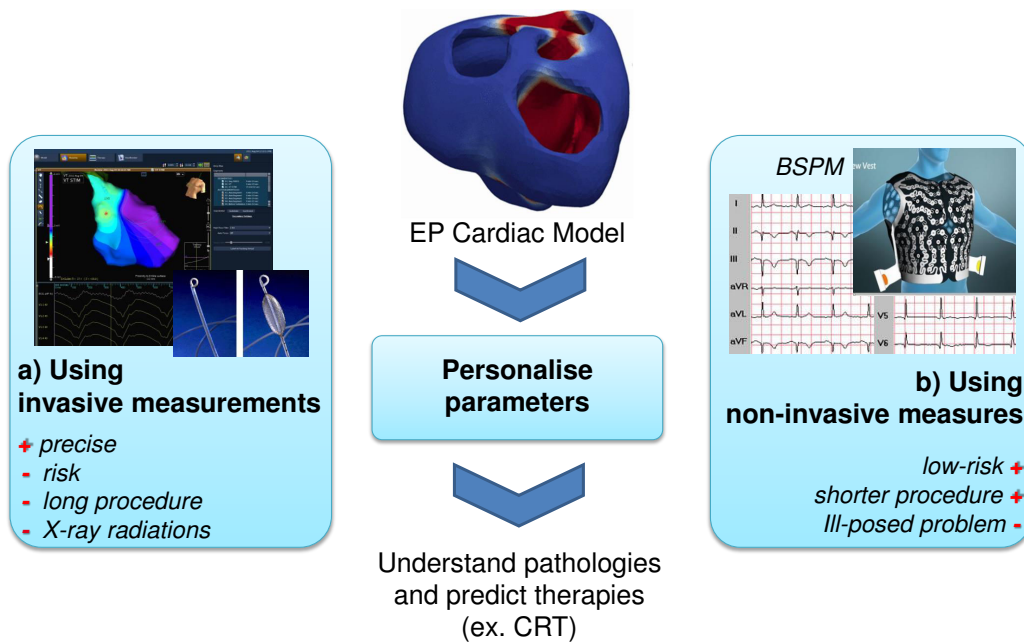 EP Cardiac Model
VT STIM
a) Using
invasive measurements
+ precise
- risk
- long procedure
- X-ray radiations
Personalise
parameters
Understand pathologies
and predict therapies
(ex. CRT)
BSPM
ew Vest
I
II
III
aVR
aVL
aVF
V5
V6
b) Using
non-invasive measures
low-risk +
shorter procedure +
Ill-posed problem -